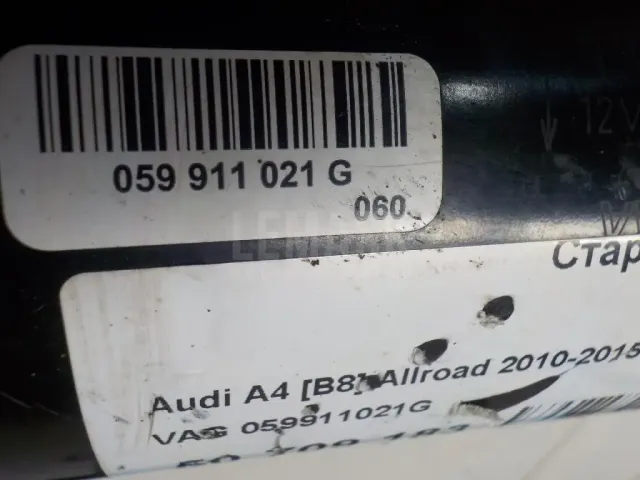 059 911 021 G
060
12V
Стар
Audi A4 [B8] Allroad 2010-2015
VAG 059911021G